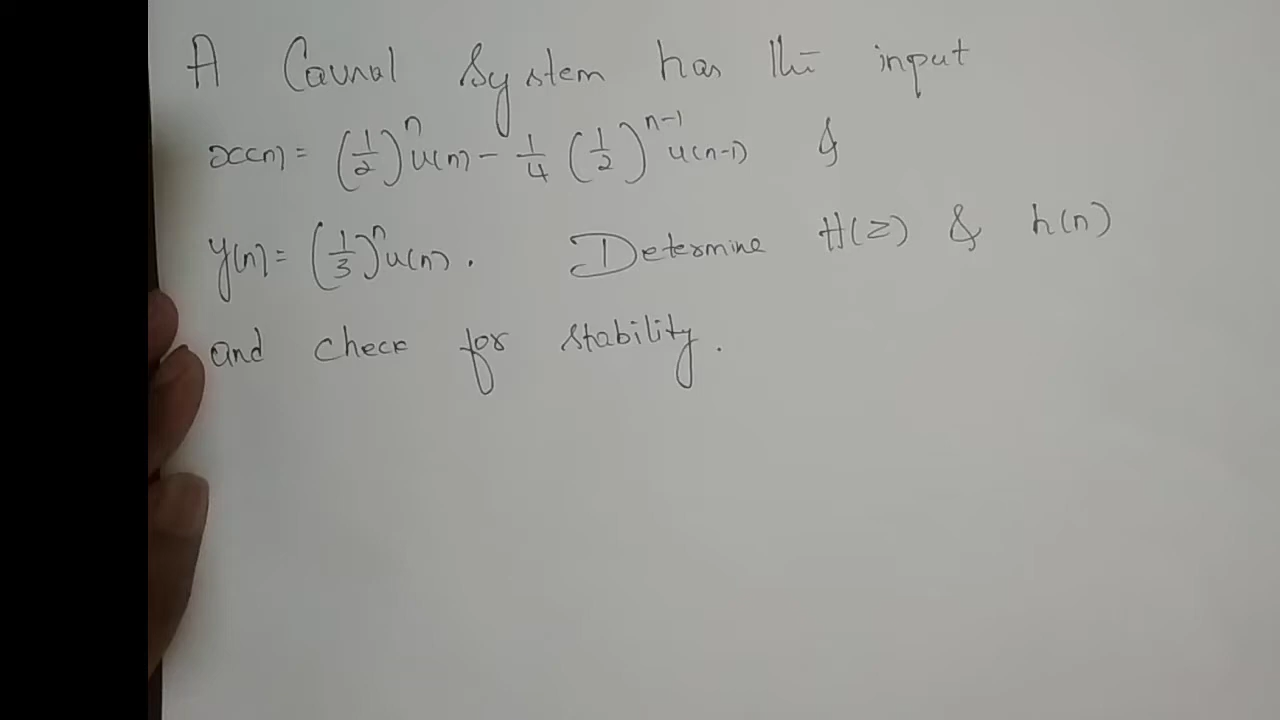 A Causal System has the input
x(n) = (1/2)^n u(n) - 1/4 (1/2)^{n-1} u(n-1) &
y(n) = (1/3)^n u(n). Determine H(z) & h(n)
and check for stability.